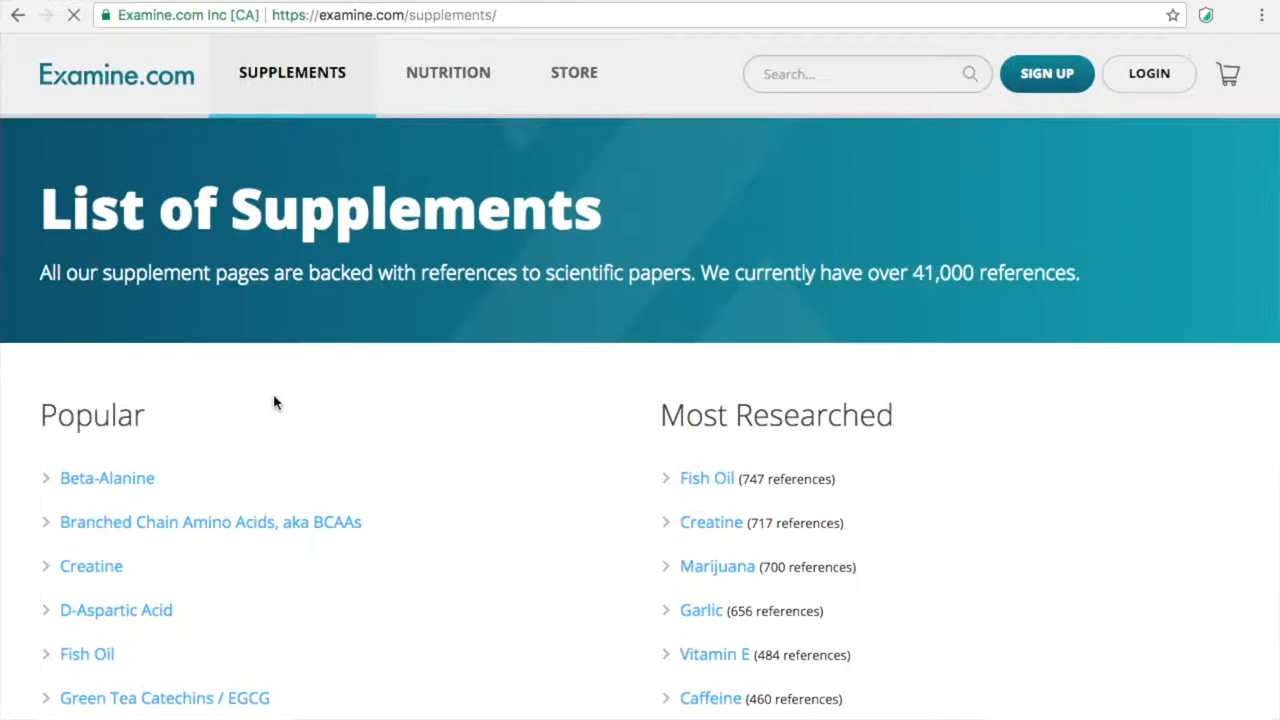 Examine.com Inc [CA] https://examine.com/supplements/
Examine.com SUPPLEMENTS NUTRITION STORE Search... SIGN UP LOGIN
List of Supplements
All our supplement pages are backed with references to scientific papers. We currently have over 41,000 references.
Popular
Beta-Alanine
Branched Chain Amino Acids, aka BCAAs
Creatine
D-Aspartic Acid
Fish Oil
Green Tea Catechins / EGCG
Most Researched
Fish Oil (747 references)
Creatine (717 references)
Marijuana (700 references)
Garlic (656 references)
Vitamin E (484 references)
Caffeine (460 references)